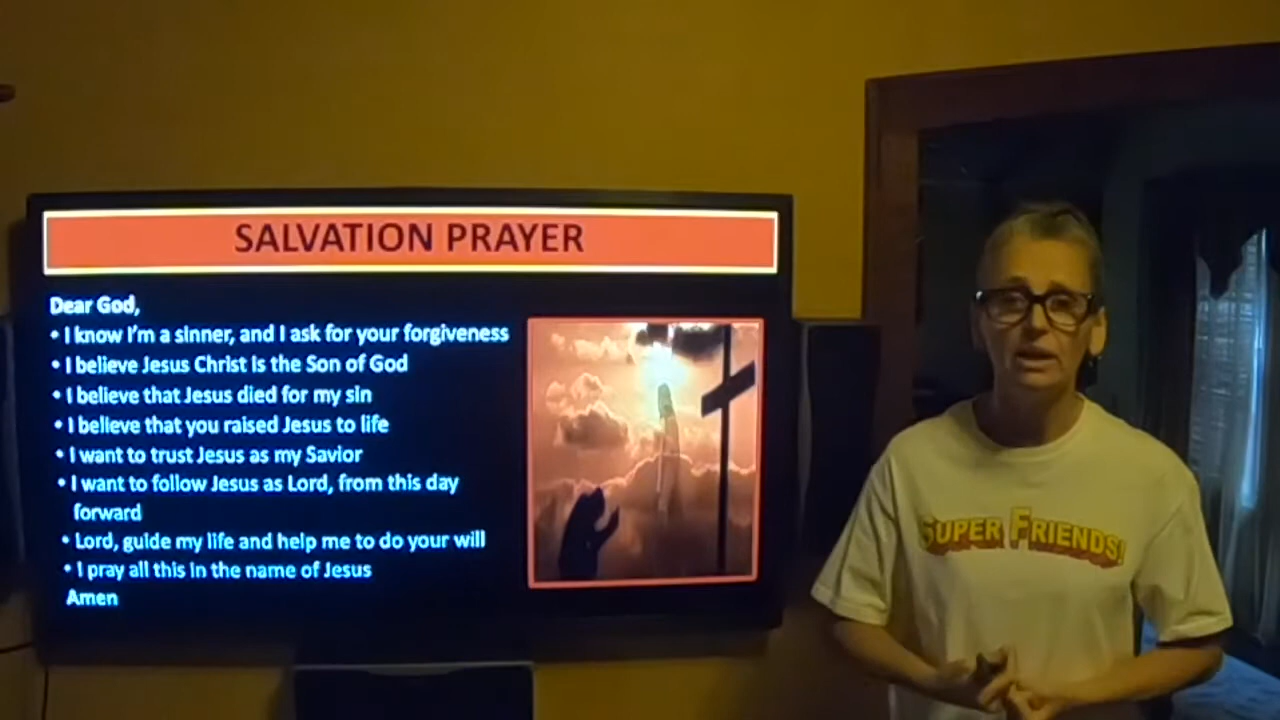 SALVATION PRAYER
Dear God,
• I know I'm a sinner, and I ask for your forgiveness
• I believe Jesus Christ is the Son of God
• I believe that Jesus died for my sin
• I believe that you raised Jesus to life
• I want to trust Jesus as my Savior
• I want to follow Jesus as Lord, from this day
forward
• Lord, guide my life and help me to do your will
• I pray all this in the name of Jesus
Amen
SUPER FRIENDS!